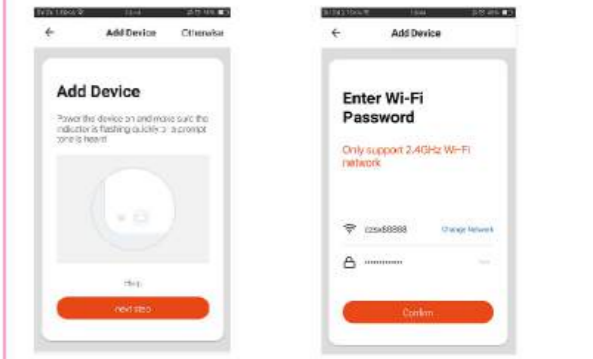 Add Device
Otherwise
Add Device
Power the device on and make sure the
indicator is flashing quickly or a prompt
tone is heard
Help
next step
Add Device
Enter Wi-Fi
Password
Only support 2.4GHz Wi-Fi
network
Change Network
Confirm